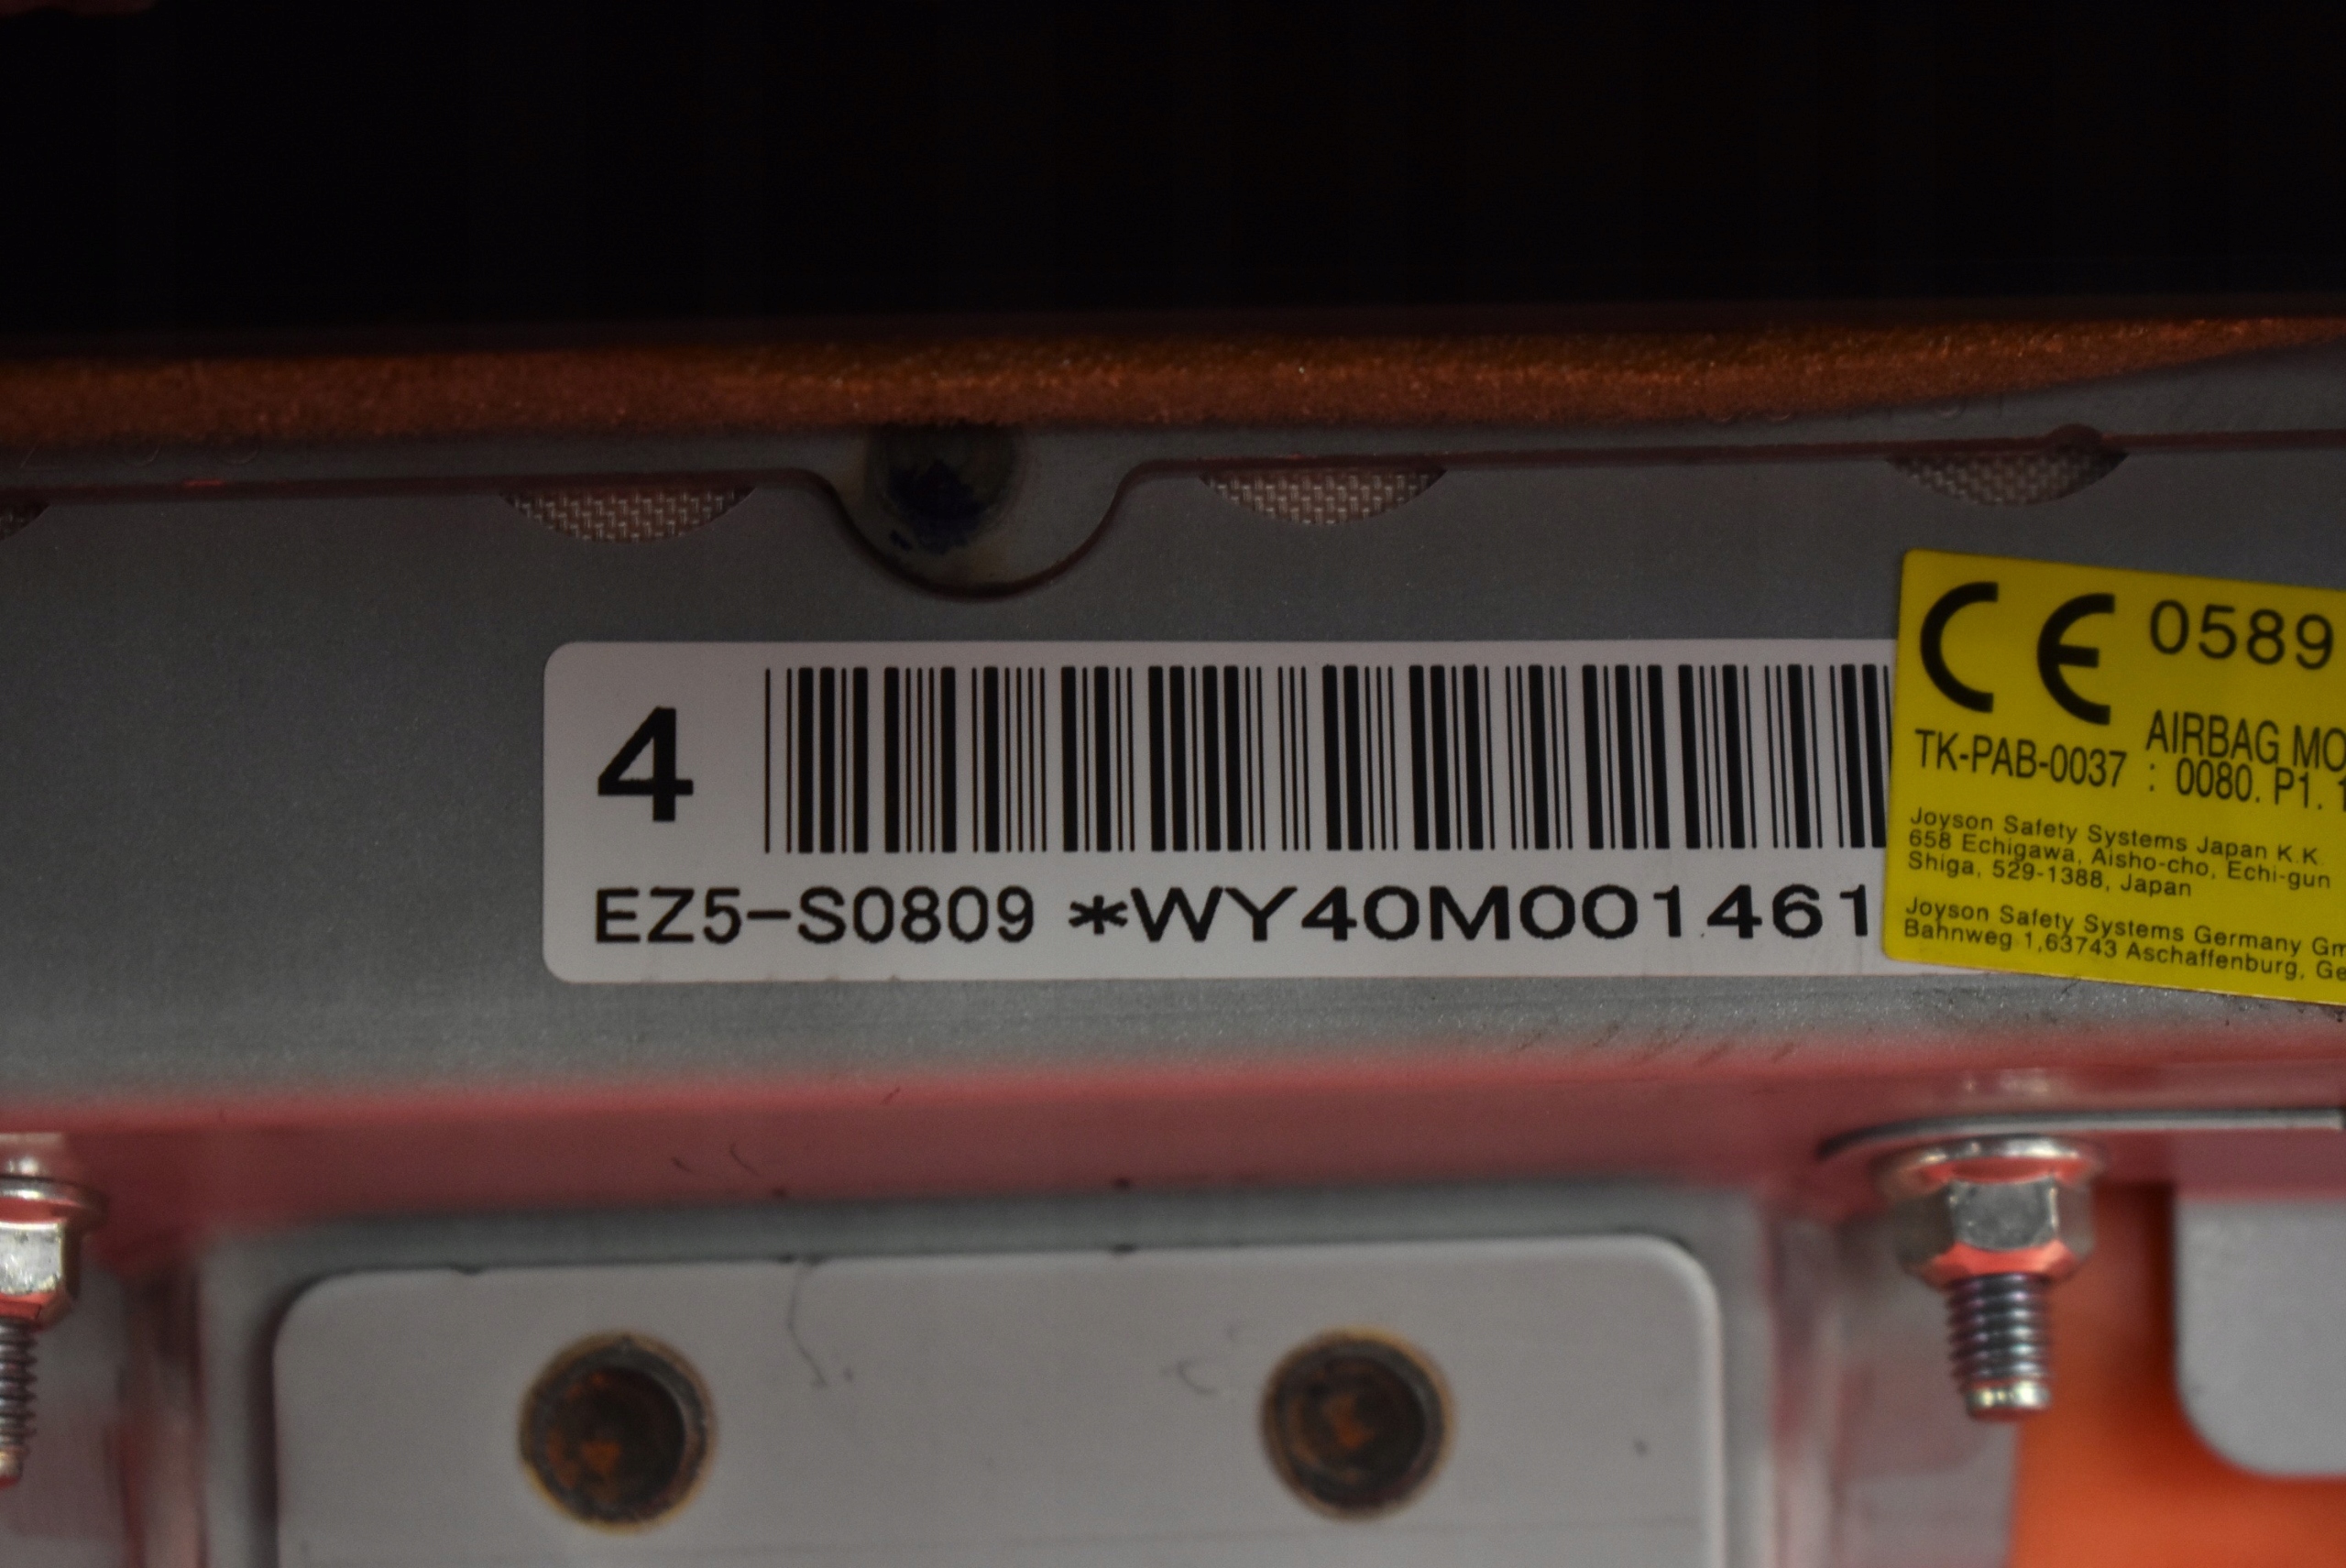 4
EZ5-S0809 *WY40M001461
CE 0589
AIRBAG MO
TK-PAB-0037 : 0080. P1. 1
Joyson Safety Systems Japan K.K.
658 Echigawa, Aisho-cho, Echi-gun
Shiga, 529-1388, Japan
Joyson Safety Systems Germany Gm
Bahnweg 1,63743 Aschaffenburg, Ge